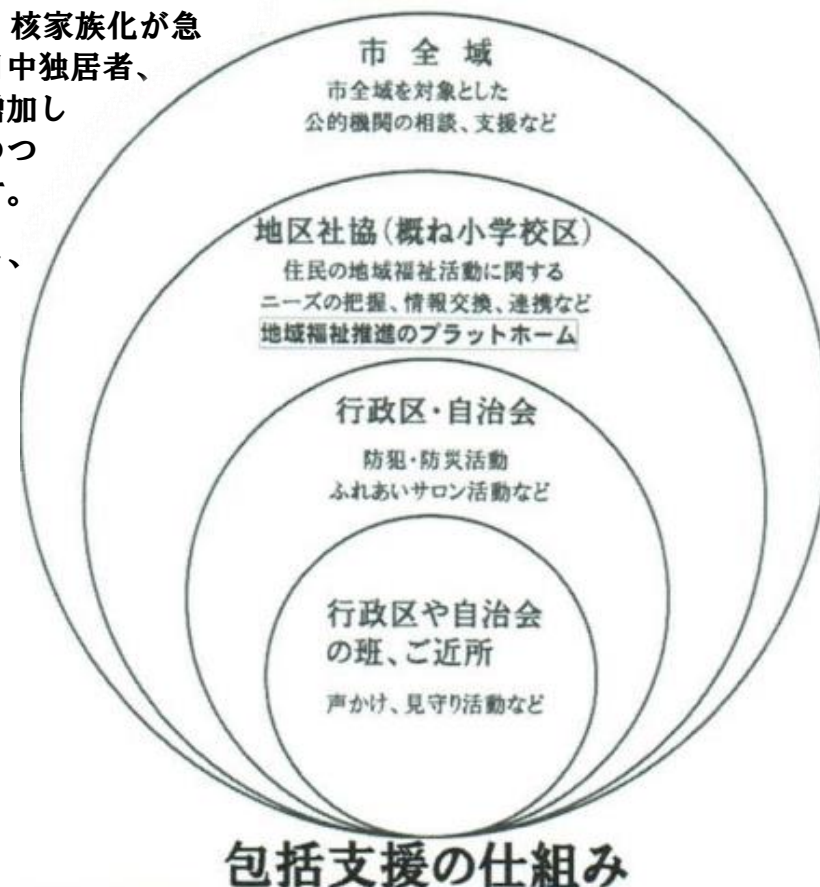 核家族化が急
中独居者、
増加し
つ
。
、
市全域
市全域を対象とした
公的機関の相談、支援など
地区社協(概ね小学校区)
住民の地域福祉活動に関する
ニーズの把握、情報交換、連携など
地域福祉推進のプラットホーム
行政区・自治会
防犯・防災活動
ふれあいサロン活動など
行政区や自治会
の班、ご近所
声かけ、見守り活動など
包括支援の仕組み